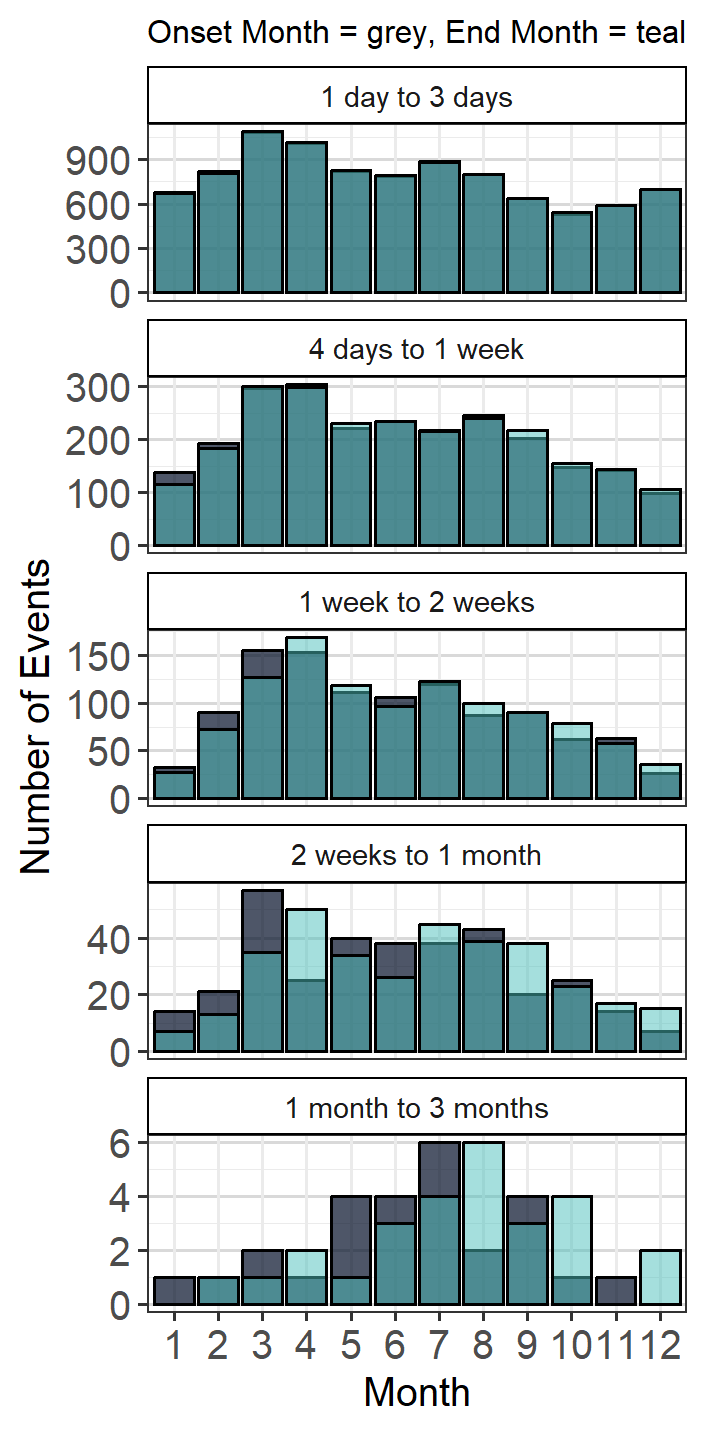 Onset Month = grey, End Month = teal
1 day to 3 days
900
600
300
0
4 days to 1 week
300
200
100
0
1 week to 2 weeks
150
100
50
0
2 weeks to 1 month
40
20
0
1 month to 3 months
6
4
2
0
Number of Events
1 2 3 4 5 6 7 8 9 10 11 12
Month